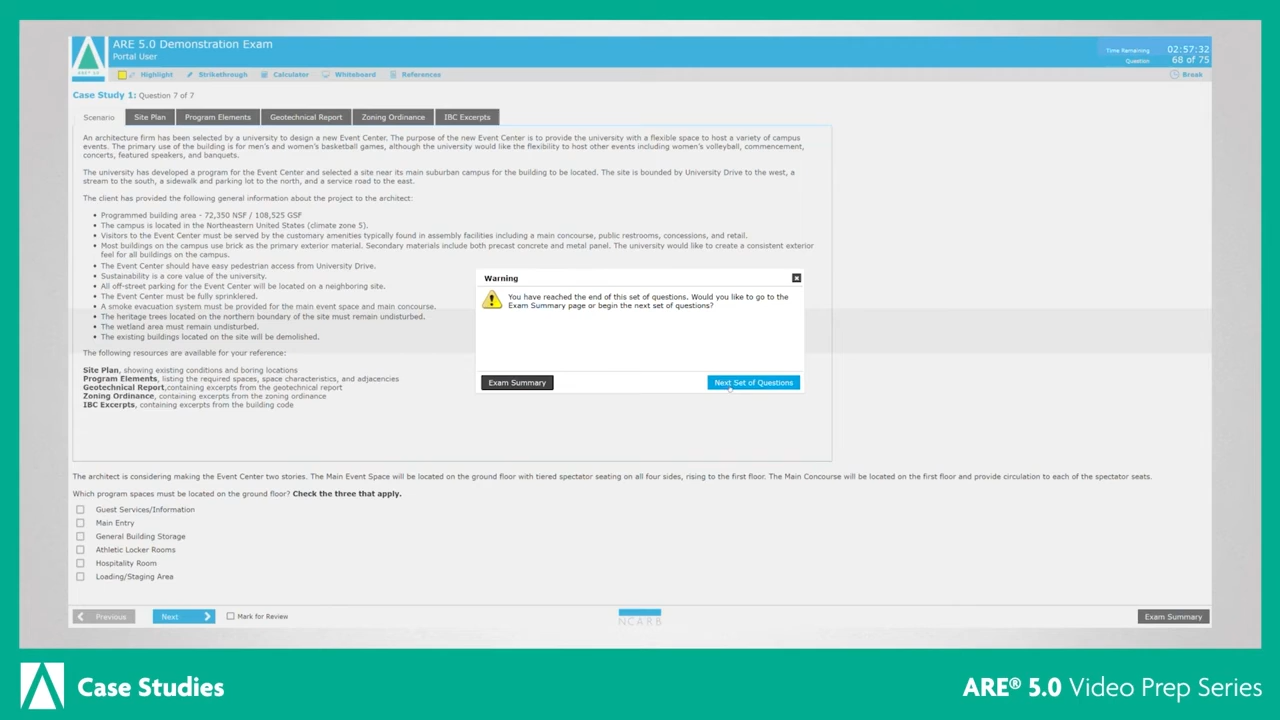 ARE 5.0 Demonstration Exam
Portal User
ARE 5.0
Time Remaining 02:57:32
Question 68 of 75
Highlight Strikethrough Calculator Whiteboard References Break
Case Study 1: Question 7 of 7
Scenario Site Plan Program Elements Geotechnical Report Zoning Ordinance IBC Excerpts
An architecture firm has been selected by a university to design a new Event Center. The purpose of the new Event Center is to provide the university with a flexible space to host a variety of campus
events. The primary use of the building is for men's and women's basketball games, although the university would like the flexibility to host other events including women's volleyball, commencement,
concerts, featured speakers, and banquets.
The university has developed a program for the Event Center and selected a site near its main suburban campus for the building to be located. The site is bounded by University Drive to the west, a
stream to the south, a sidewalk and parking lot to the north, and a service road to the east.
The client has provided the following general information about the project to the architect:
• Programmed building area - 72,350 NSF / 108,525 GSF
• The campus is located in the Northeastern United States (climate zone 5).
• Visitors to the Event Center must be served by the customary amenities typically found in assembly facilities including a main concourse, public restrooms, concessions, and retail.
• Most buildings on the campus use brick as the primary exterior material. Secondary materials include both precast concrete and metal panel. The university would like to create a consistent exterior
feel for all buildings on the campus.
• The Event Center should have easy pedestrian access from University Drive.
• Sustainability is a core value of the university.
• All off-street parking for the Event Center will be located on a neighboring site.
• The Event Center must be fully sprinklered.
• A smoke evacuation system must be provided for the main event space and main concourse.
• The heritage trees located on the northern boundary of the site must remain undisturbed.
• The wetland area must remain undisturbed.
• The existing buildings located on the site will be demolished.
The following resources are available for your reference:
Site Plan, showing existing conditions and boring locations
Program Elements, listing the required spaces, space characteristics, and adjacencies
Geotechnical Report,containing excerpts from the geotechnical report
Zoning Ordinance, containing excerpts from the zoning ordinance
IBC Excerpts, containing excerpts from the building code
Warning
You have reached the end of this set of questions. Would you like to go to the
Exam Summary page or begin the next set of questions?
Exam Summary Next Set of Questions
The architect is considering making the Event Center two stories. The Main Event Space will be located on the ground floor with tiered spectator seating on all four sides, rising to the first floor. The Main Concourse will be located on the first floor and provide circulation to each of the spectator seats.
Which program spaces must be located on the ground floor? Check the three that apply.
Guest Services/Information
Main Entry
General Building Storage
Athletic Locker Rooms
Hospitality Room
Loading/Staging Area
Previous Next Mark for Review NCARB Exam Summary
Case Studies ARE® 5.0 Video Prep Series